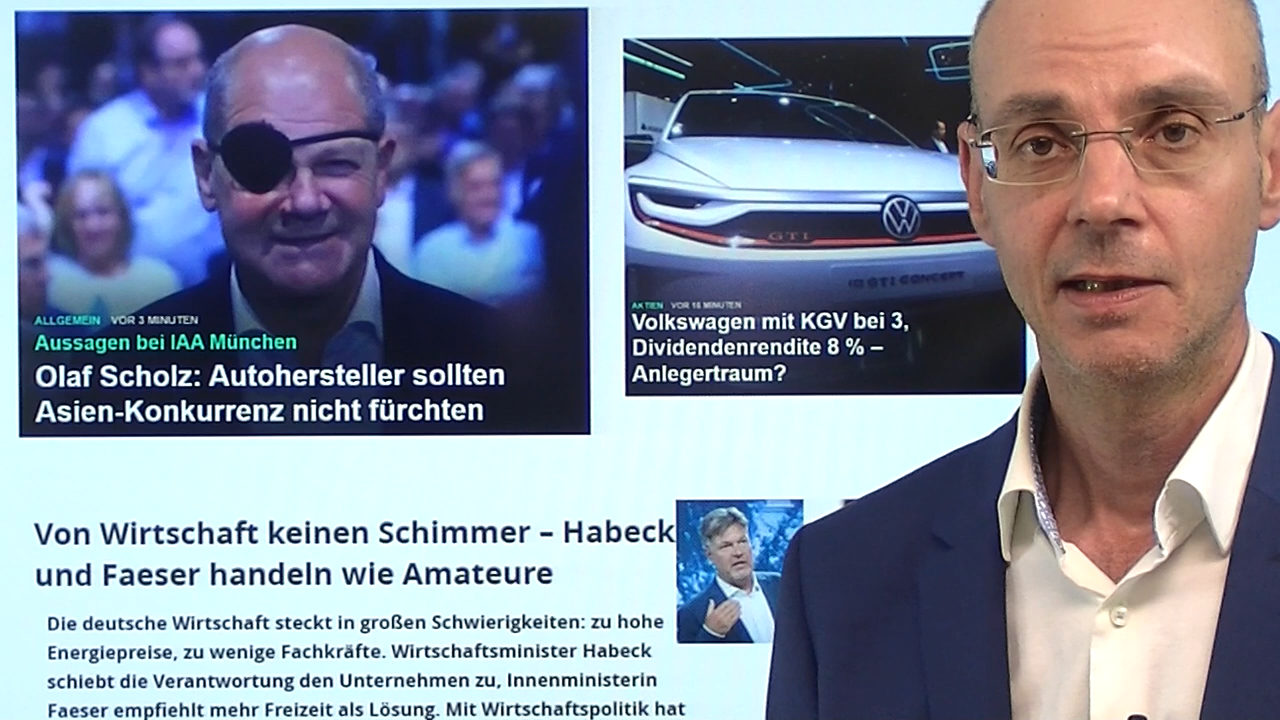 ALLGEMEIN VOR 3 MINUTEN
Aussagen bei IAA München
Olaf Scholz: Autohersteller sollten
Asien-Konkurrenz nicht fürchten
GTI
GTI CONCEPT
AKTIEN VOR 16 MINUTEN
Volkswagen mit KGV bei 3,
Dividendenrendite 8 % –
Anlegertraum?
Von Wirtschaft keinen Schimmer – Habeck
und Faeser handeln wie Amateure
Die deutsche Wirtschaft steckt in großen Schwierigkeiten: zu hohe
Energiepreise, zu wenige Fachkräfte. Wirtschaftsminister Habeck
schiebt die Verantwortung den Unternehmen zu, Innenministerin
Faeser empfiehlt mehr Freizeit als Lösung. Mit Wirtschaftspolitik hat